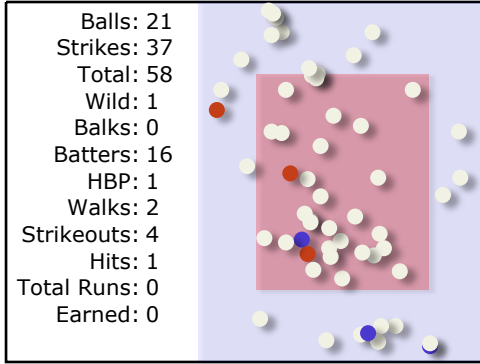 Balls: 21
Strikes: 37
Total: 58
Wild: 1
Balks: 0
Batters: 16
HBP: 1
Walks: 2
Strikeouts: 4
Hits: 1
Total Runs: 0
Earned: 0